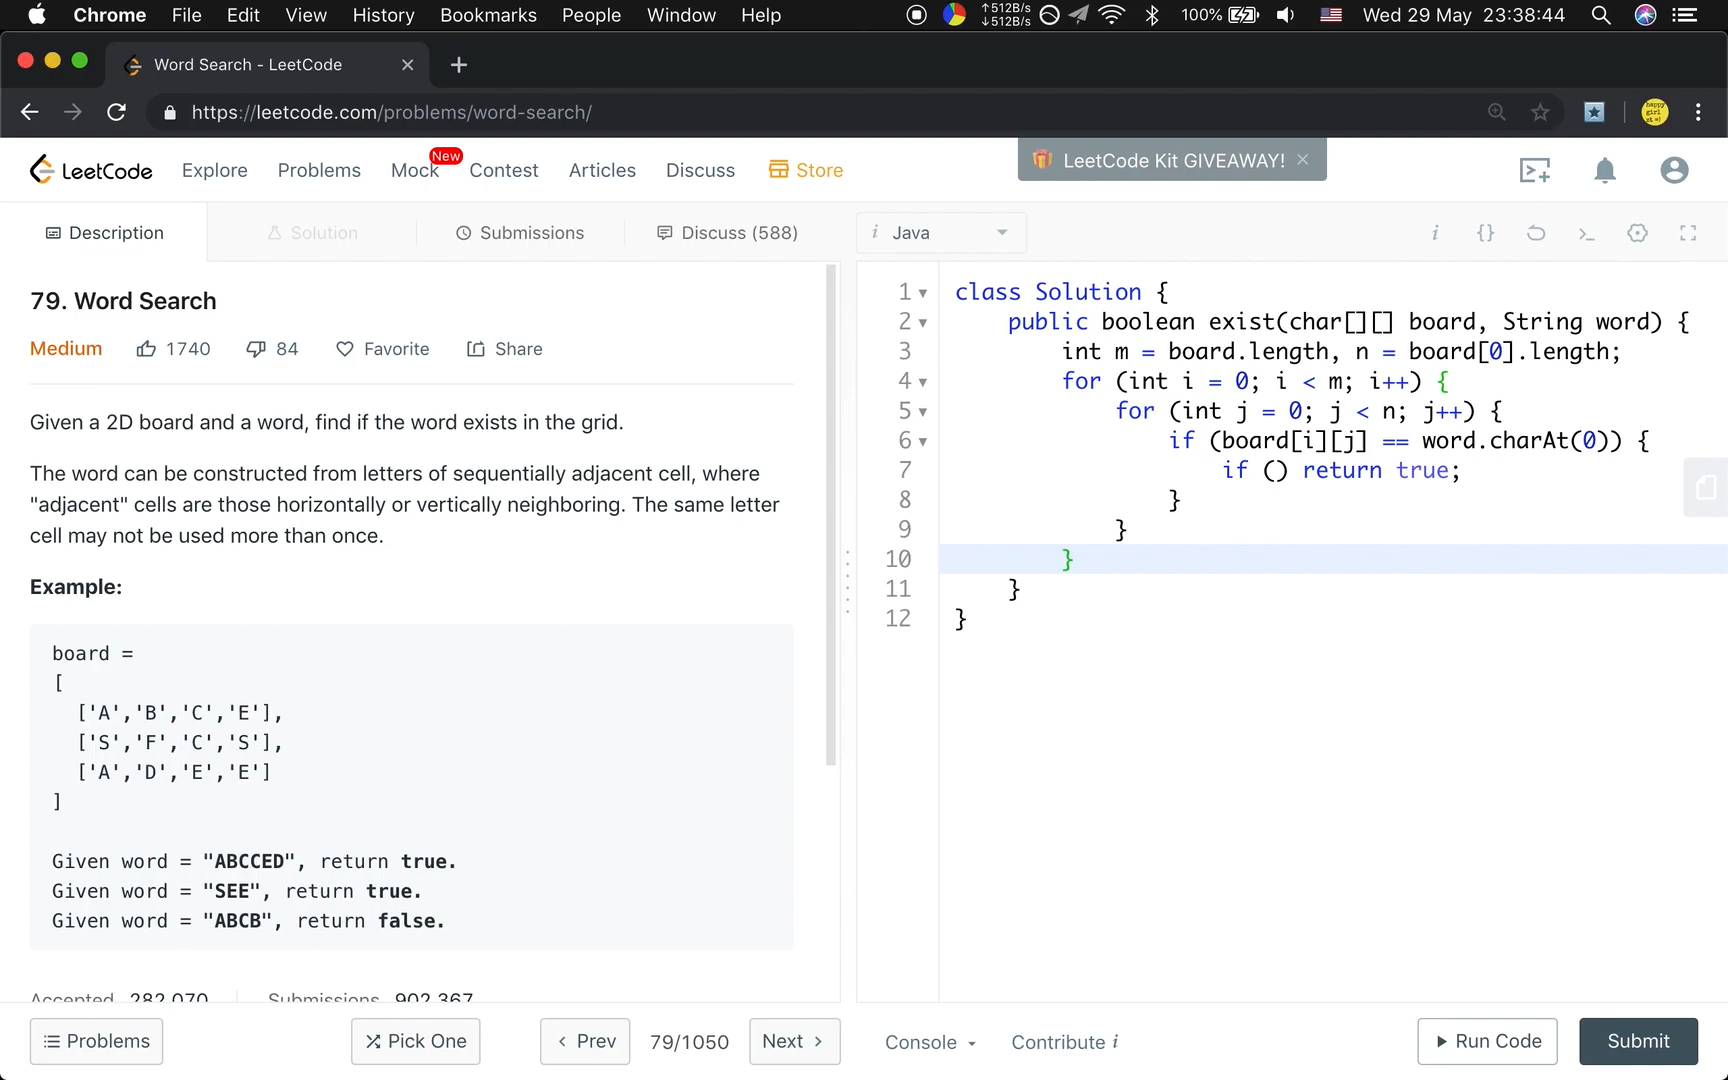 Chrome File Edit View History Bookmarks People Window Help ↑512B/s ↓512B/s 100% Wed 29 May 23:38:44
Word Search - LeetCode
https://leetcode.com/problems/word-search/
happy girl
LeetCode Explore Problems Mock New Contest Articles Discuss Store LeetCode Kit GIVEAWAY!
Description Solution Submissions Discuss (588)
i Java
79. Word Search
Medium 1740 84 Favorite Share
Given a 2D board and a word, find if the word exists in the grid.
The word can be constructed from letters of sequentially adjacent cell, where
"adjacent" cells are those horizontally or vertically neighboring. The same letter
cell may not be used more than once.
Example:
board =
[
['A','B','C','E'],
['S','F','C','S'],
['A','D','E','E']
]
Given word = "ABCCED", return true.
Given word = "SEE", return true.
Given word = "ABCB", return false.
Accepted 282,070 Submissions 902,367
1 class Solution {
2 public boolean exist(char[][] board, String word) {
3 int m = board.length, n = board[0].length;
4 for (int i = 0; i < m; i++) {
5 for (int j = 0; j < n; j++) {
6 if (board[i][j] == word.charAt(0)) {
7 if () return true;
8 }
9 }
10 }
11 }
12 }
Problems Pick One < Prev 79/1050 Next > Console Contribute i Run Code Submit